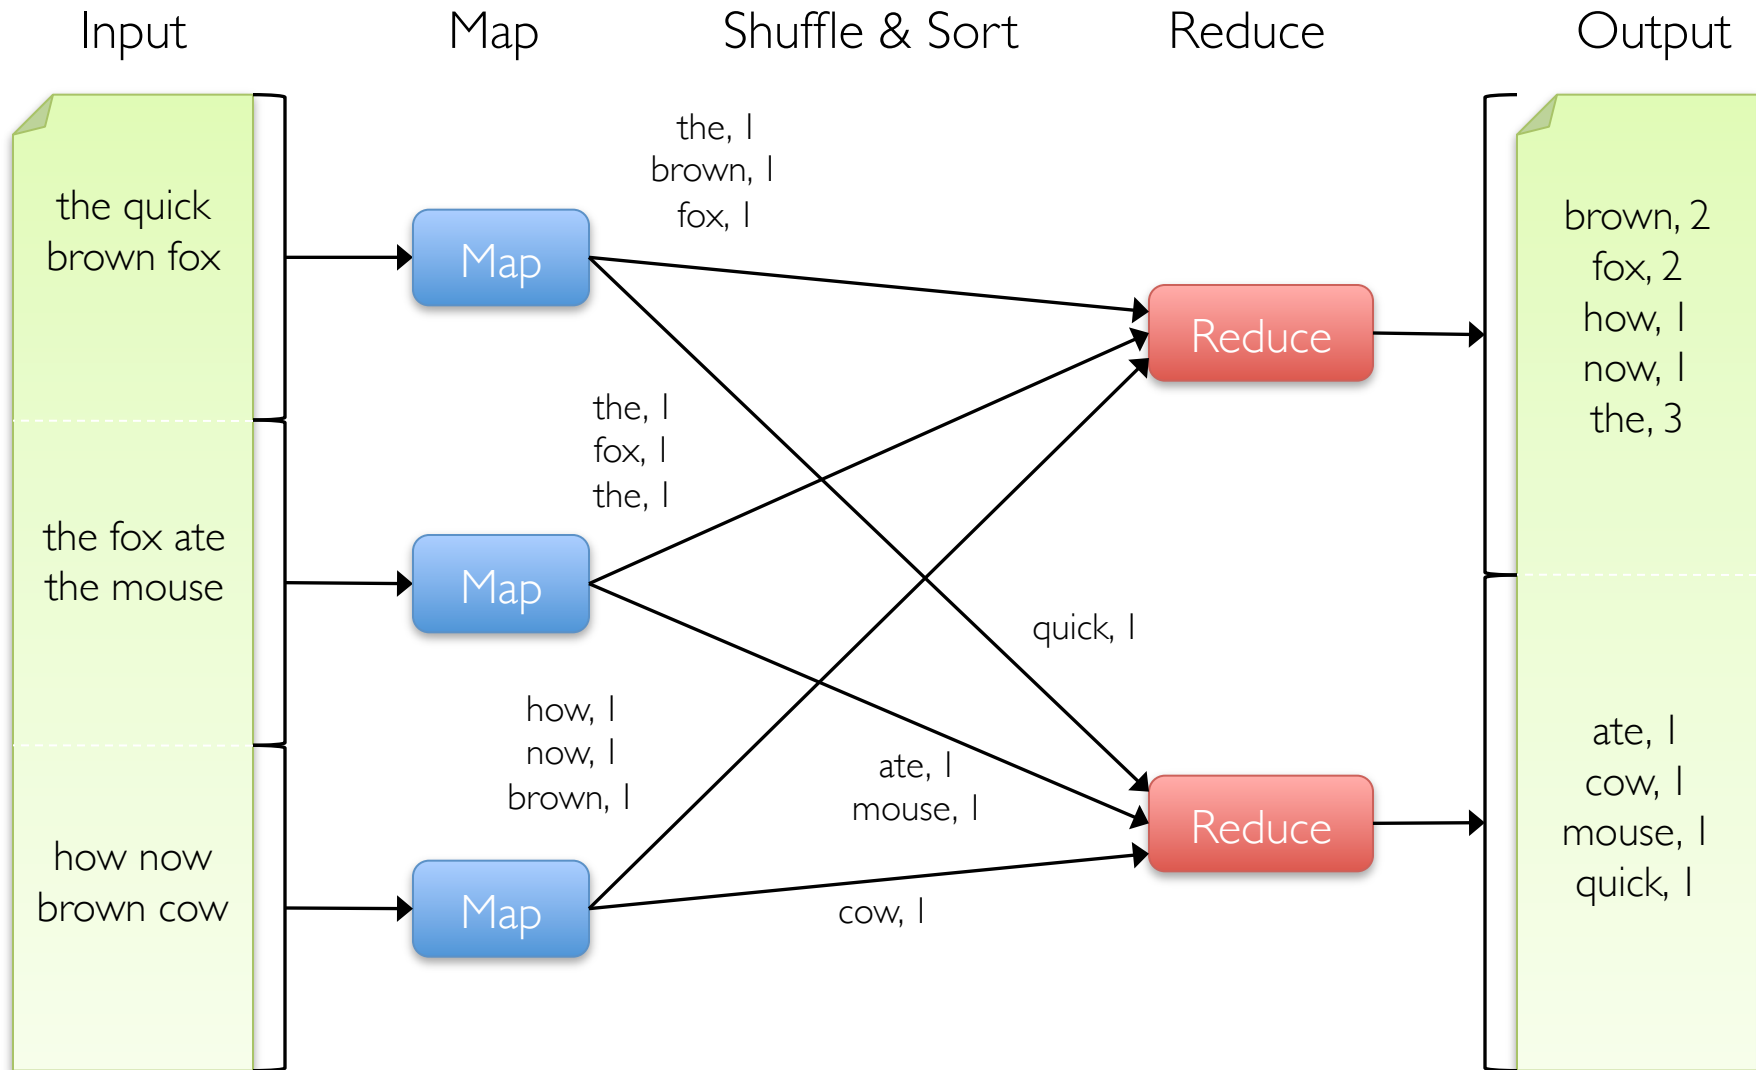 Input
Map
Shuffle & Sort
Reduce
Output
the quick
brown fox
the fox ate
the mouse
how now
brown cow
Map
Map
Map
the, 1
brown, 1
fox, 1
the, 1
fox, 1
the, 1
how, 1
now, 1
brown, 1
quick, 1
ate, 1
mouse, 1
cow, 1
Reduce
Reduce
brown, 2
fox, 2
how, 1
now, 1
the, 3
ate, 1
cow, 1
mouse, 1
quick, 1